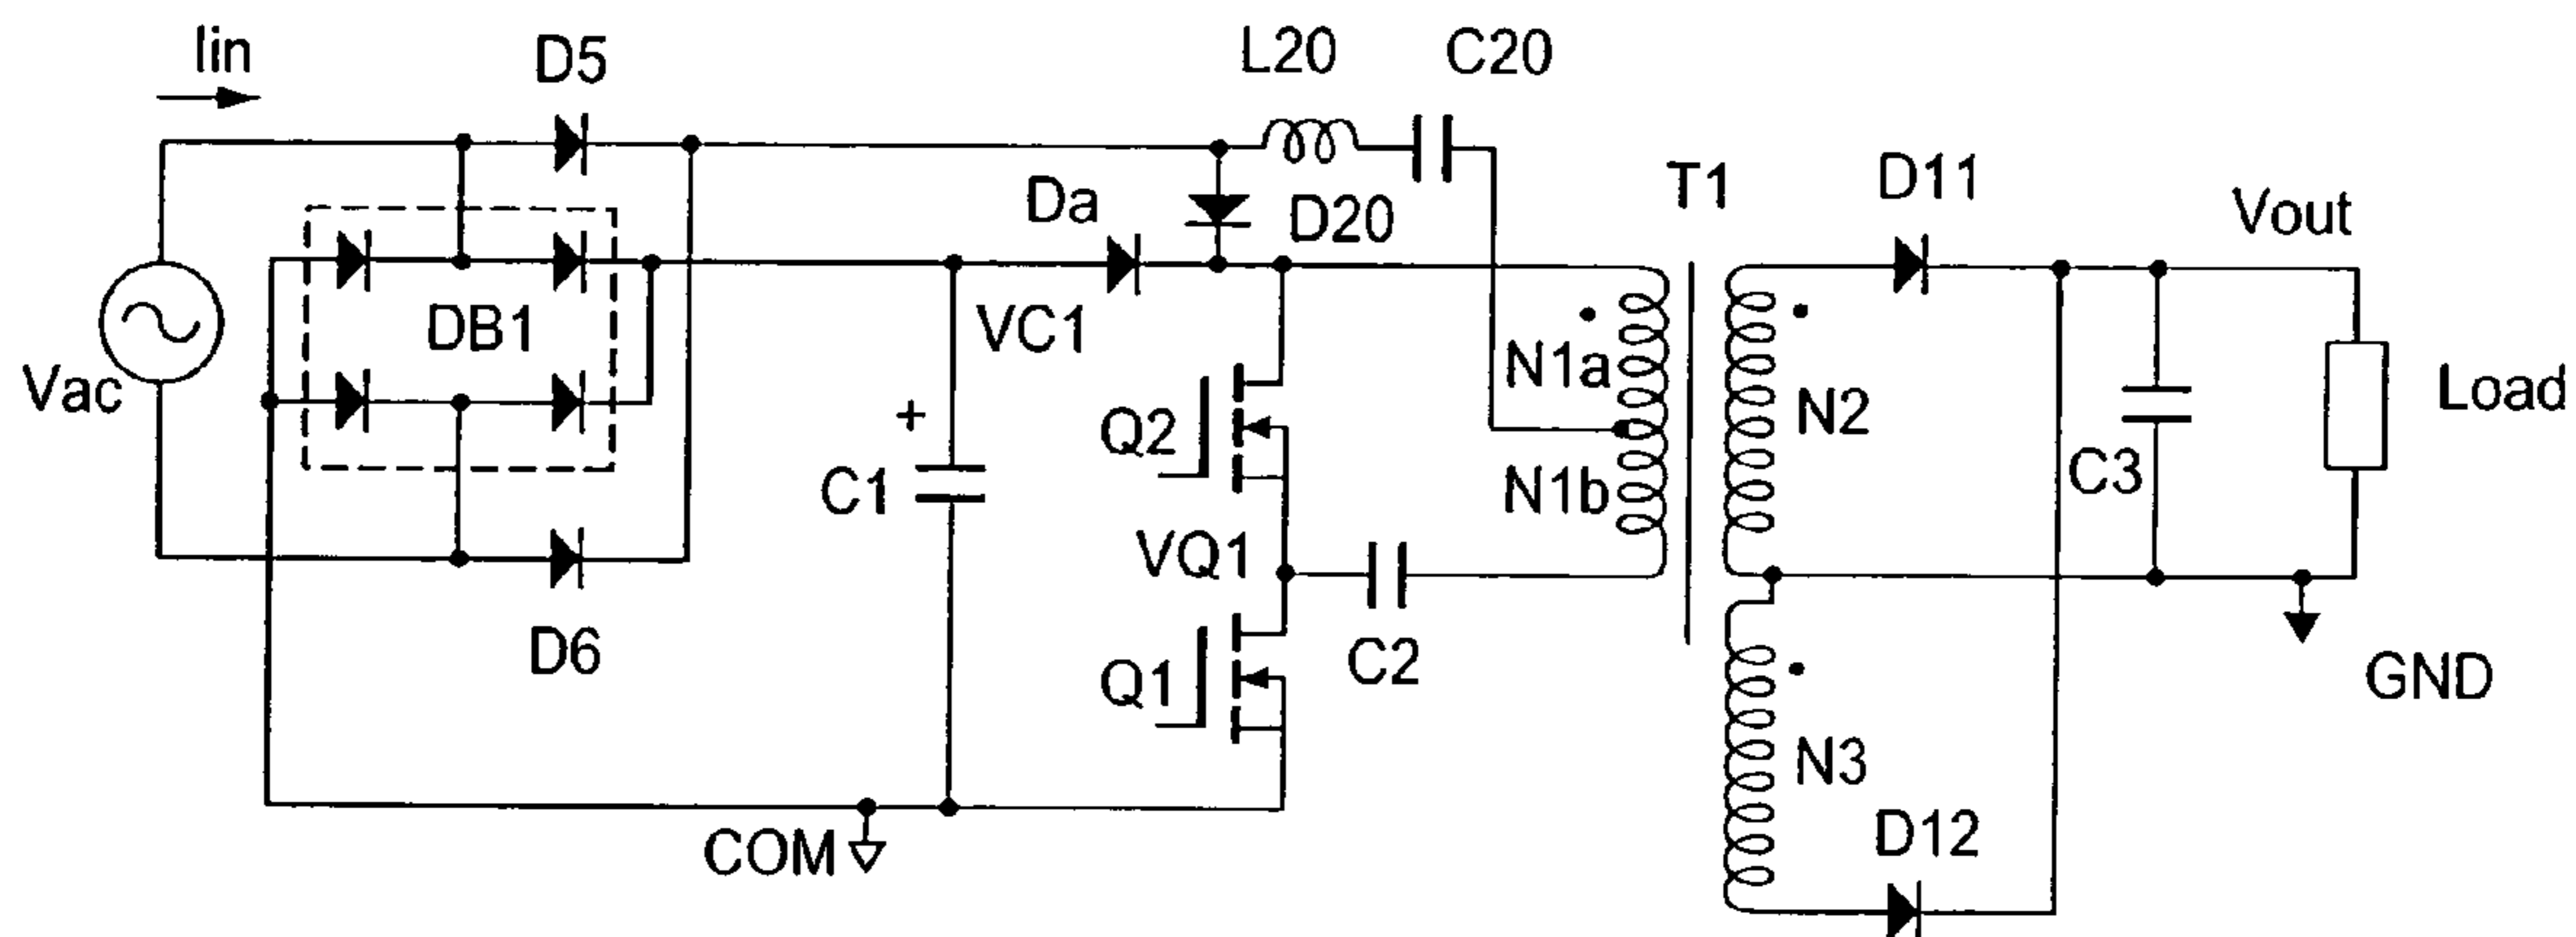 Iin
D5
L20
C20
Da
D20
T1
D11
Vout
DB1
VC1
N1a
N2
Load
Vac
+
Q2
C1
N1b
C3
VQ1
D6
Q1
C2
GND
N3
COM
D12